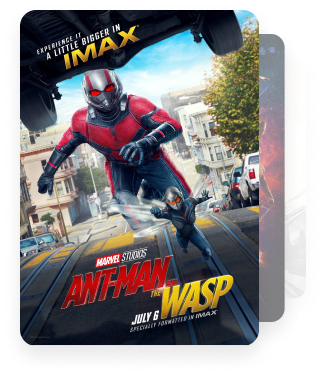 EXPERIENCE IT
A LITTLE BIGGER IN
IMAX
MARVEL STUDIOS
ANT-MAN
AND THE WASP
JULY 6
SPECIALLY FORMATTED IN IMAX